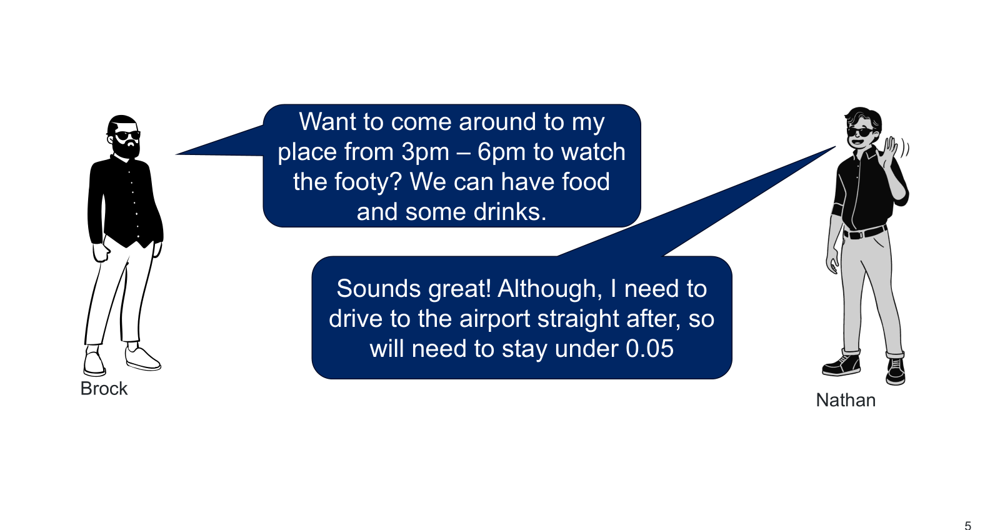 Want to come around to my
place from 3pm – 6pm to watch
the footy? We can have food
and some drinks.
Sounds great! Although, I need to
drive to the airport straight after, so
will need to stay under 0.05
Brock
Nathan
5